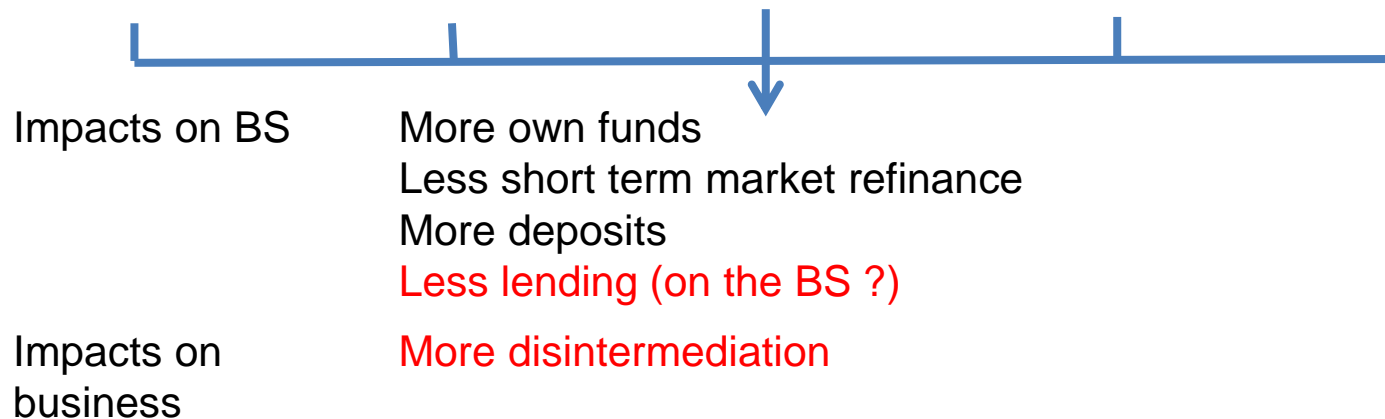 Impacts on BS More own funds
Less short term market refinance
More deposits
Less lending (on the BS ?)
Impacts on More disintermediation
business